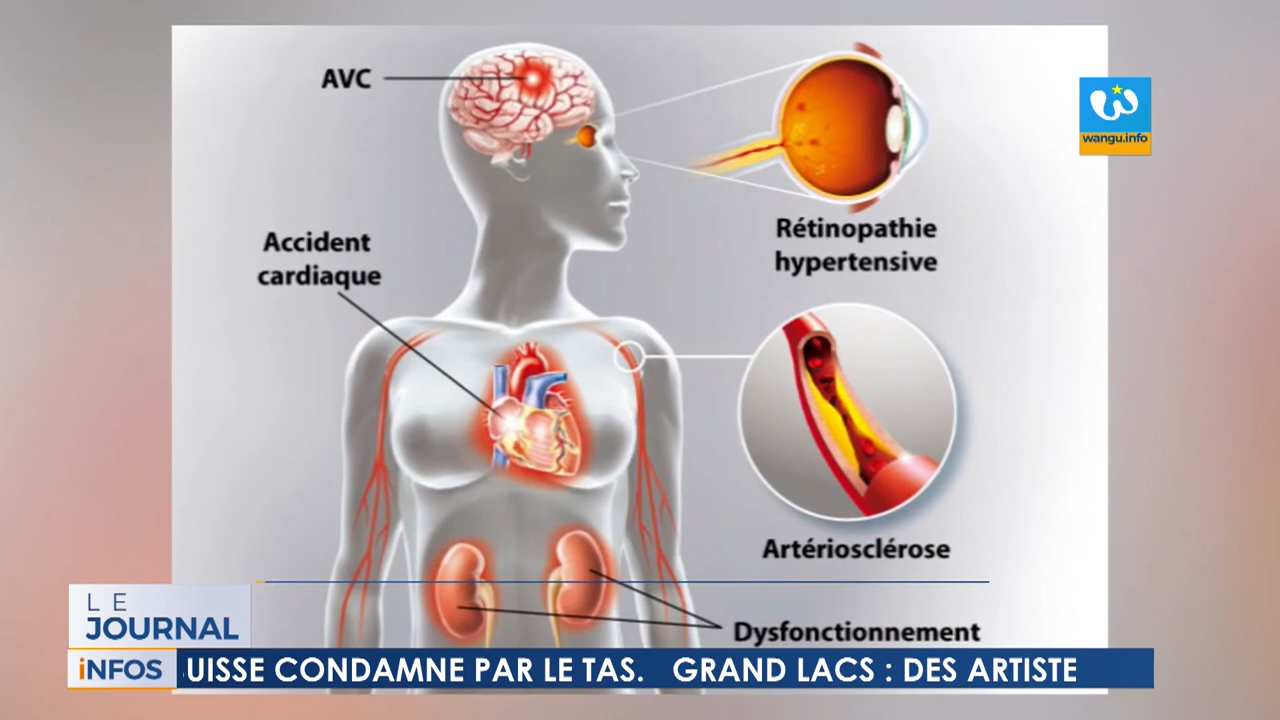 AVC
wangu.info
Rétinopathie
hypertensive
Accident
cardiaque
Artériosclérose
Dysfonctionnement
LE
JOURNAL
iNFOS
UISSE CONDAMNE PAR LE TAS. GRAND LACS : DES ARTISTE